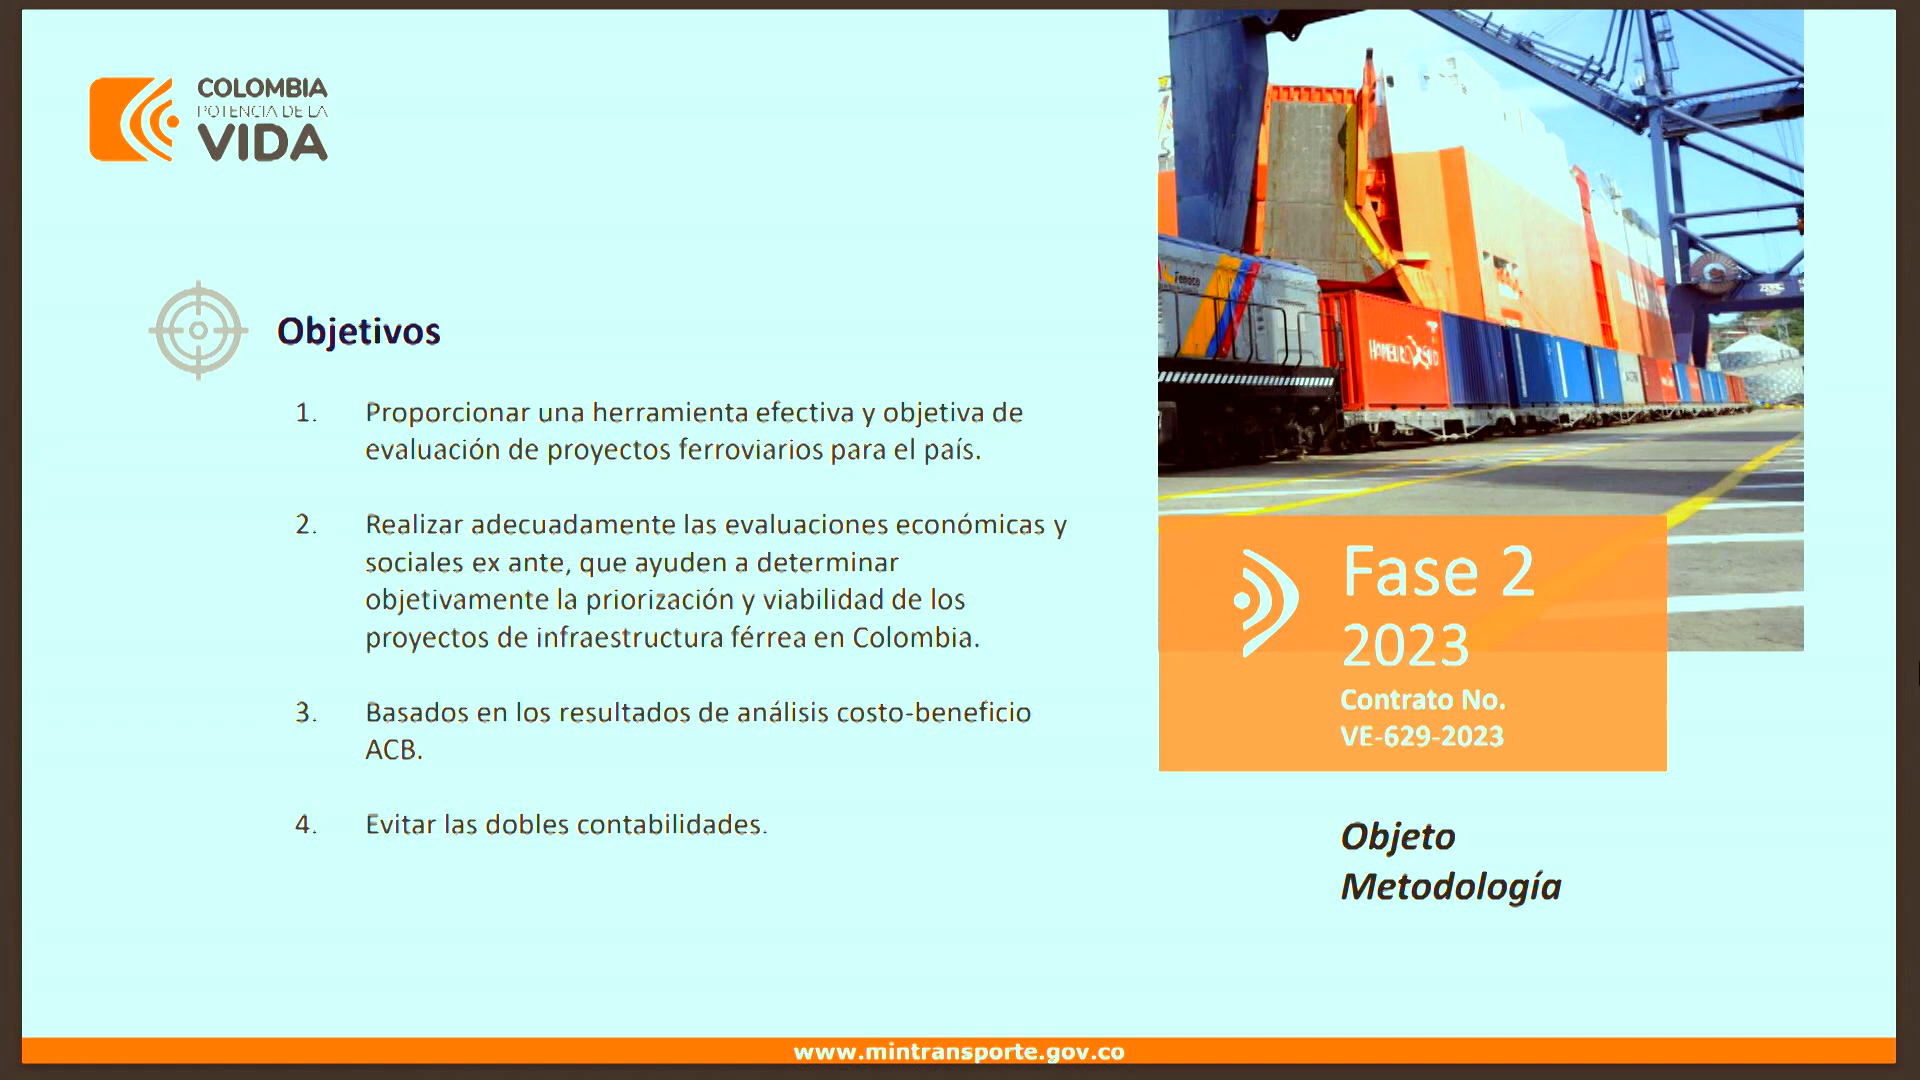 COLOMBIA
POTENCIA DE LA
VIDA
Objetivos
1. Proporcionar una herramienta efectiva y objetiva de
evaluación de proyectos ferroviarios para el país.
2. Realizar adecuadamente las evaluaciones económicas y
sociales ex ante, que ayuden a determinar
objetivamente la priorización y viabilidad de los
proyectos de infraestructura férrea en Colombia.
3. Basados en los resultados de análisis costo-beneficio
ACB.
4. Evitar las dobles contabilidades.
Fase 2
2023
Contrato No.
VE-629-2023
Objeto
Metodología
www.mintransporte.gov.co